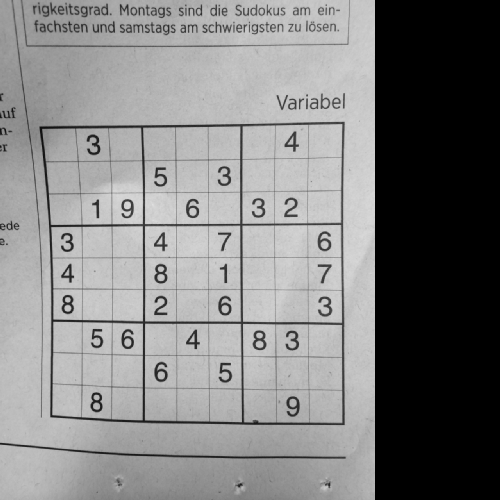 rigkeitsgrad. Montags sind die Sudokus am ein-
fachsten und samstags am schwierigsten zu lösen.
r
uf
n-
er
ede
e.
Variabel
3 4
5 3
1 9 6 3 2
3 4 7 6
4 8 1 7
8 2 6 3
5 6 4 8 3
6 5
8 9